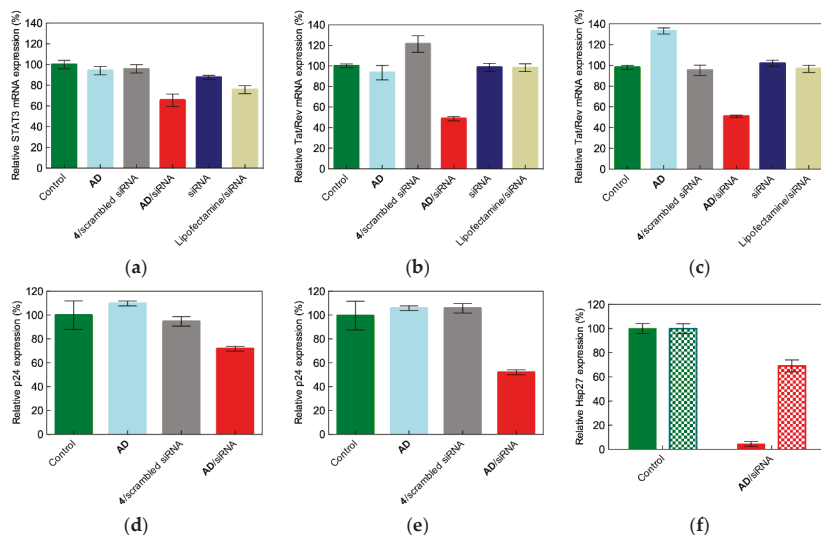 Relative STAT3 mRNA expression (%)
140
120
100
80
60
40
20
0
Control
AD
4/scrambled siRNA
AD/siRNA
siRNA
Lipofectamine/siRNA
(a)
Relative Tat/Rev mRNA expression (%)
140
120
100
80
60
40
20
0
Control
AD
4/scrambled siRNA
AD/siRNA
siRNA
Lipofectamine/siRNA
(b)
Relative Tat/Rev mRNA expression (%)
140
120
100
80
60
40
20
0
Control
AD
4/scrambled siRNA
AD/siRNA
siRNA
Lipofectamine/siRNA
(c)
Relative p24 expression (%)
120
100
80
60
40
20
0
Control
AD
4/scrambled siRNA
AD/siRNA
(d)
Relative p24 expression (%)
120
100
80
60
40
20
0
Control
AD
4/scrambled siRNA
AD/siRNA
(e)
Relative Hsp27 expression (%)
120
100
80
60
40
20
0
Control
AD/siRNA
(f)